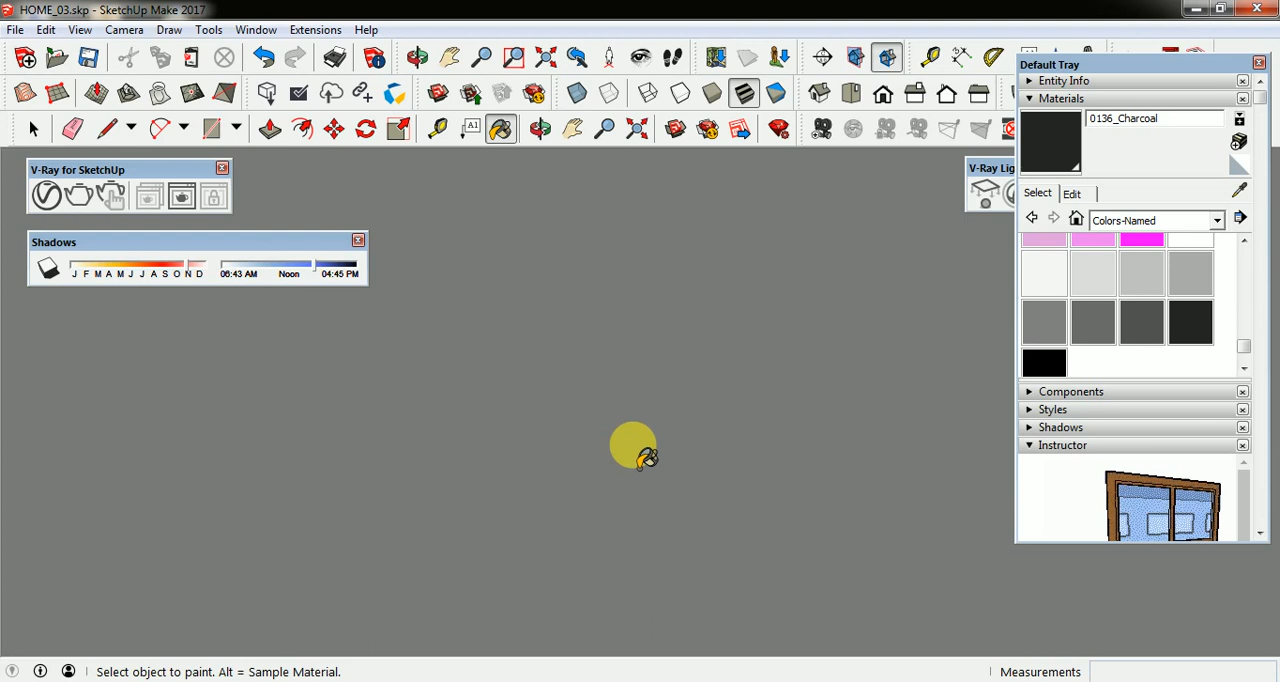 HOME_03.skp - SketchUp Make 2017
File Edit View Camera Draw Tools Window Extensions Help
Default Tray
Entity Info
Materials
0136_Charcoal
A1
V-Ray for SketchUp
V-Ray Lig
Select Edit
Colors-Named
Shadows
J F M A M J J A S O N D
06:43 AM Noon 04:45 PM
Components
Styles
Shadows
Instructor
Select object to paint. Alt = Sample Material.
Measurements